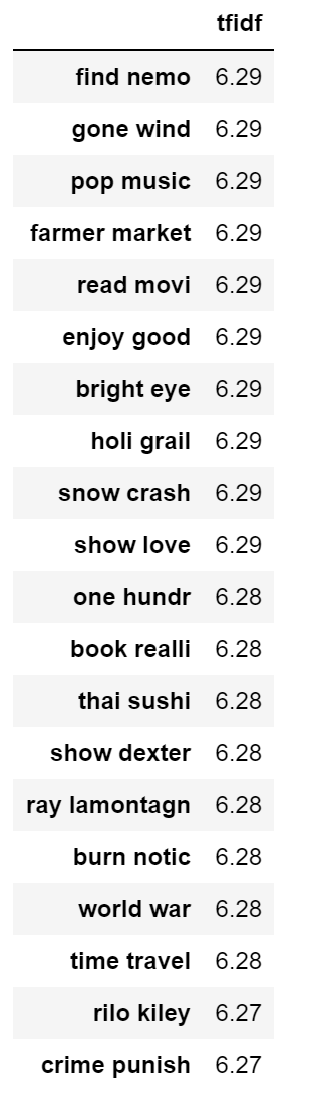 tfidf
find nemo 6.29
gone wind 6.29
pop music 6.29
farmer market 6.29
read movi 6.29
enjoy good 6.29
bright eye 6.29
holi grail 6.29
snow crash 6.29
show love 6.29
one hundr 6.28
book realli 6.28
thai sushi 6.28
show dexter 6.28
ray lamontagn 6.28
burn notic 6.28
world war 6.28
time travel 6.28
rilo kiley 6.27
crime punish 6.27